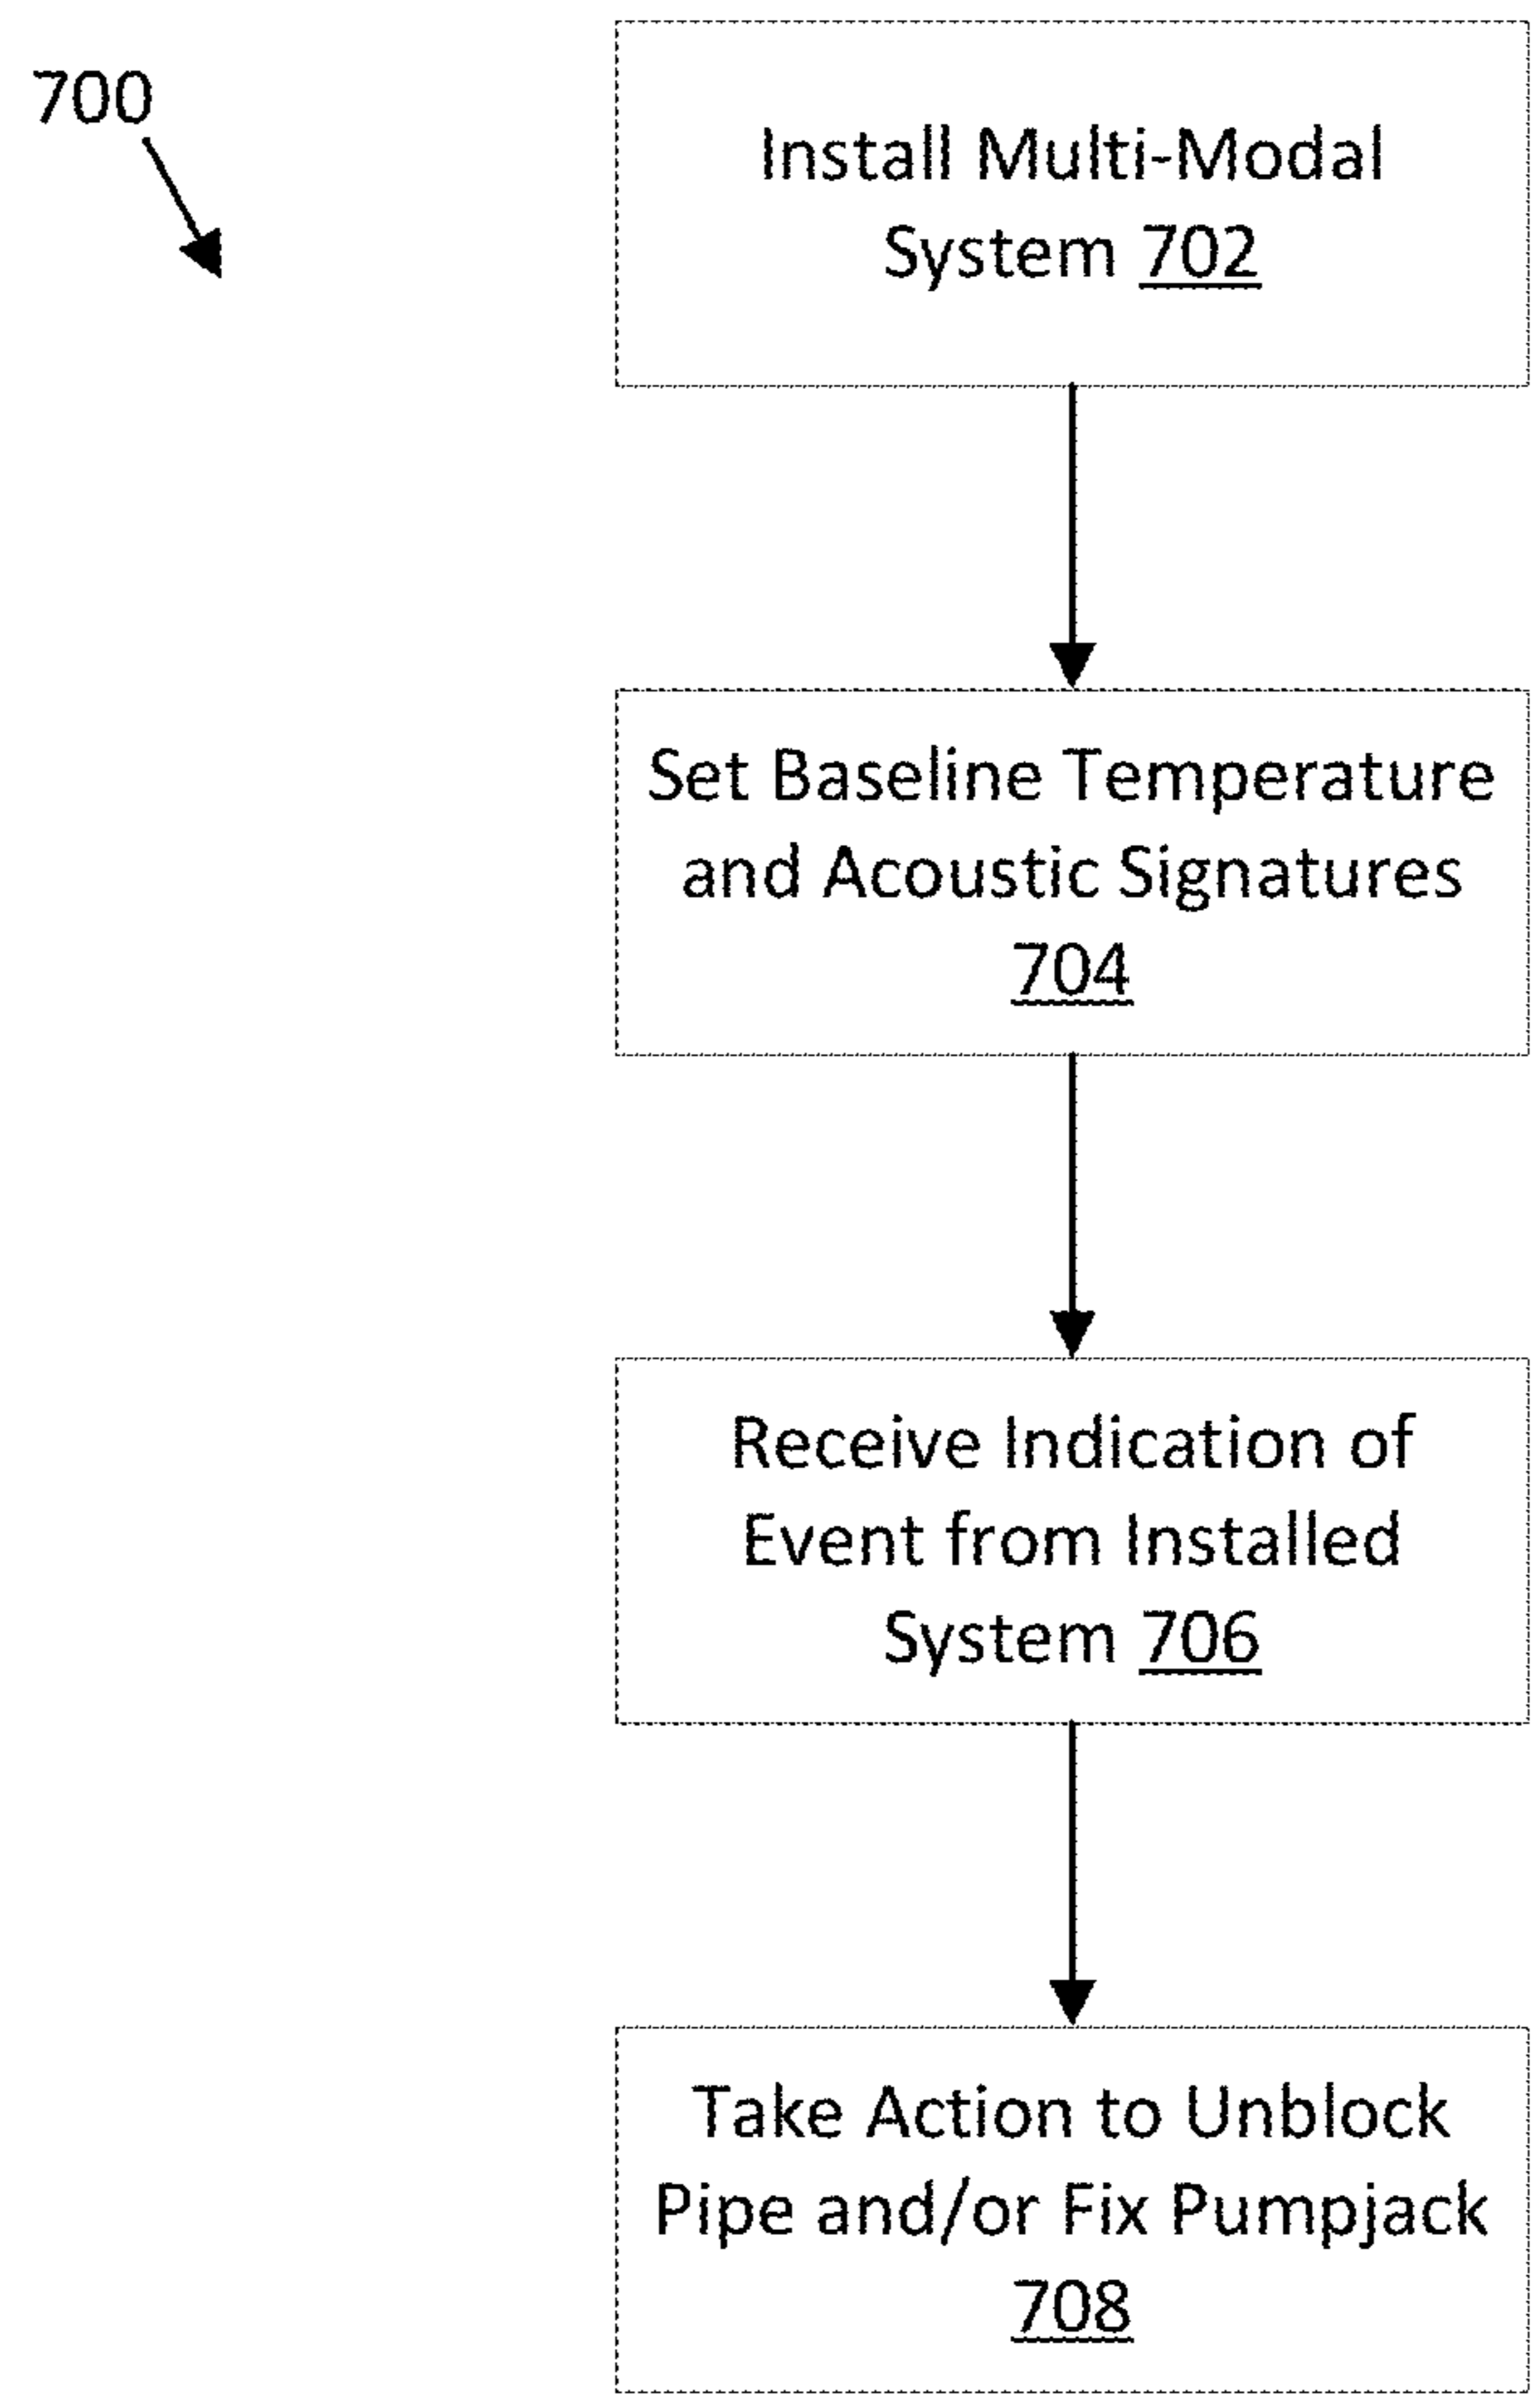 700
Install Multi-Modal
System 702
Set Baseline Temperature
and Acoustic Signatures
704
Receive Indication of
Event from Installed
System 706
Take Action to Unblock
Pipe and/or Fix Pumpjack
708